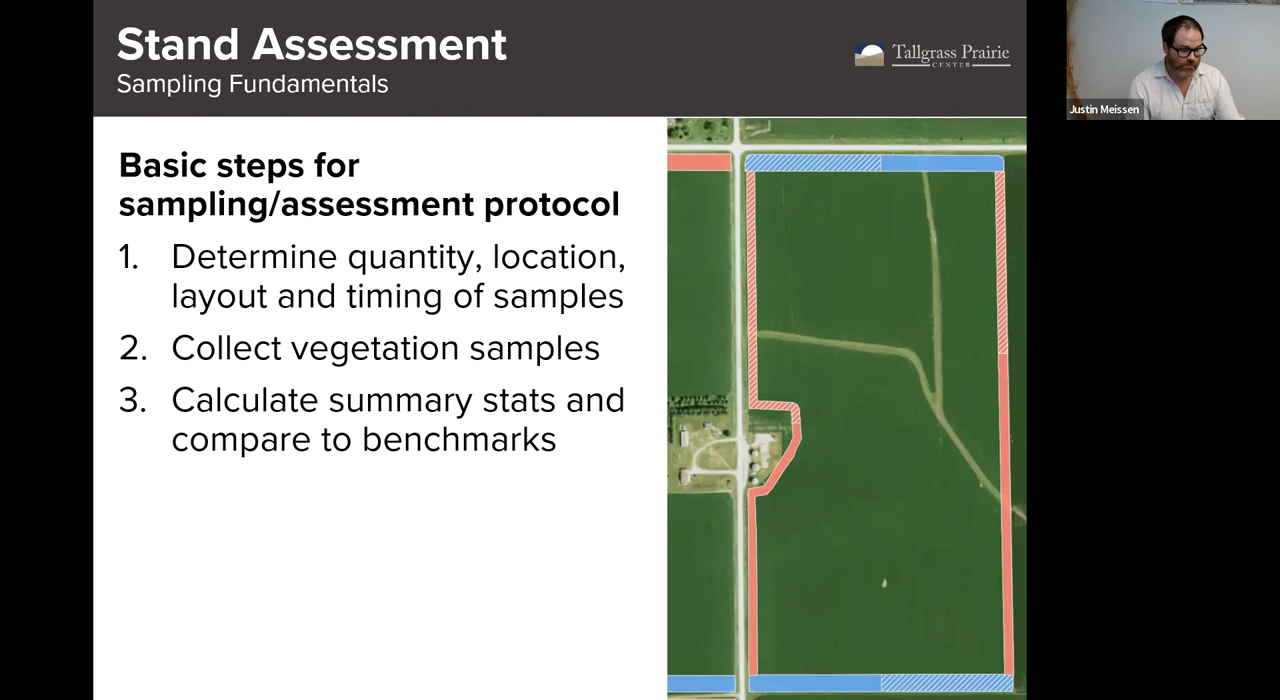 Stand Assessment
Sampling Fundamentals
Tallgrass Prairie
CENTER
Justin Meissen
Basic steps for
sampling/assessment protocol
1. Determine quantity, location,
layout and timing of samples
2. Collect vegetation samples
3. Calculate summary stats and
compare to benchmarks